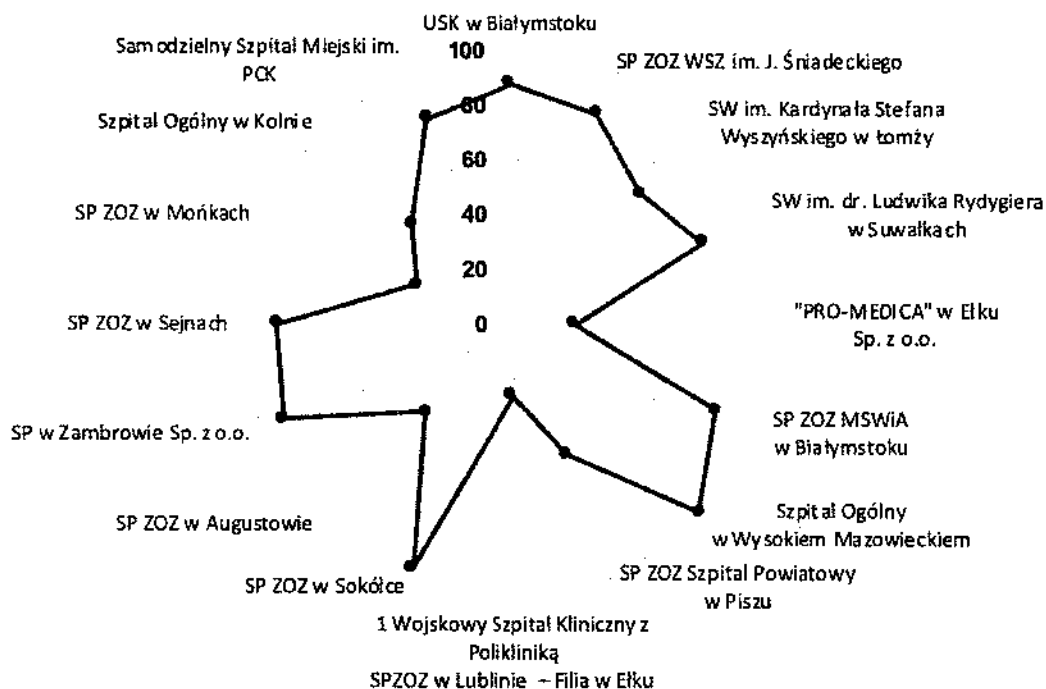 USK w Białymstoku
SP ZOZ WSZ im. J. Śniadeckiego
SW im. Kardynała Stefana
Wyszyńskiego w Łomży
SW im. dr. Ludwika Rydygiera
w Suwałkach
"PRO-MEDICA" w Ełku
Sp. z o.o.
SP ZOZ MSWiA
w Białymstoku
Szpital Ogólny
w Wysokiem Mazowieckiem
SP ZOZ Szpital Powiatowy
w Piszu
1 Wojskowy Szpital Kliniczny z
Polikliniką
SPZOZ w Lublinie – Filia w Ełku
SP ZOZ w Sokółce
SP ZOZ w Augustowie
SP w Zambrowie Sp. z o.o.
SP ZOZ w Sejnach
SP ZOZ w Mońkach
Szpital Ogólny w Kolnie
Samodzielny Szpital Miejski im.
PCK
100
80
60
40
20
0